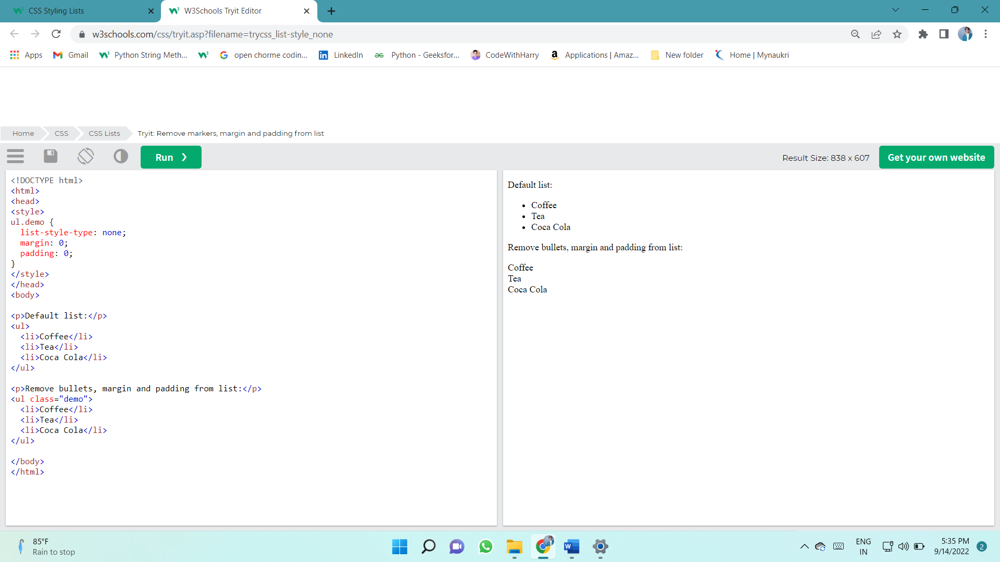 CSS Styling Lists
W3Schools Tryit Editor
w3schools.com/css/tryit.asp?filename=trycss_list-style_none
Apps
Gmail
Python String Meth...
open chorme codin...
LinkedIn
Python - Geeksfor...
CodeWithHarry
Applications | Amaz...
New folder
Home | Mynaukri
Home
CSS
CSS Lists
Tryit: Remove markers, margin and padding from list
Run ❯
Result Size: 838 x 607
Get your own website
<!DOCTYPE html>
<html>
<head>
<style>
ul.demo {
  list-style-type: none;
  margin: 0;
  padding: 0;
}
</style>
</head>
<body>
<p>Default list:</p>
<ul>
  <li>Coffee</li>
  <li>Tea</li>
  <li>Coca Cola</li>
</ul>
<p>Remove bullets, margin and padding from list:</p>
<ul class="demo">
  <li>Coffee</li>
  <li>Tea</li>
  <li>Coca Cola</li>
</ul>
</body>
</html>
Default list:
• Coffee
• Tea
• Coca Cola
Remove bullets, margin and padding from list:
Coffee
Tea
Coca Cola
85°F
Rain to stop
ENG
IN
5:35 PM
9/14/2022
2